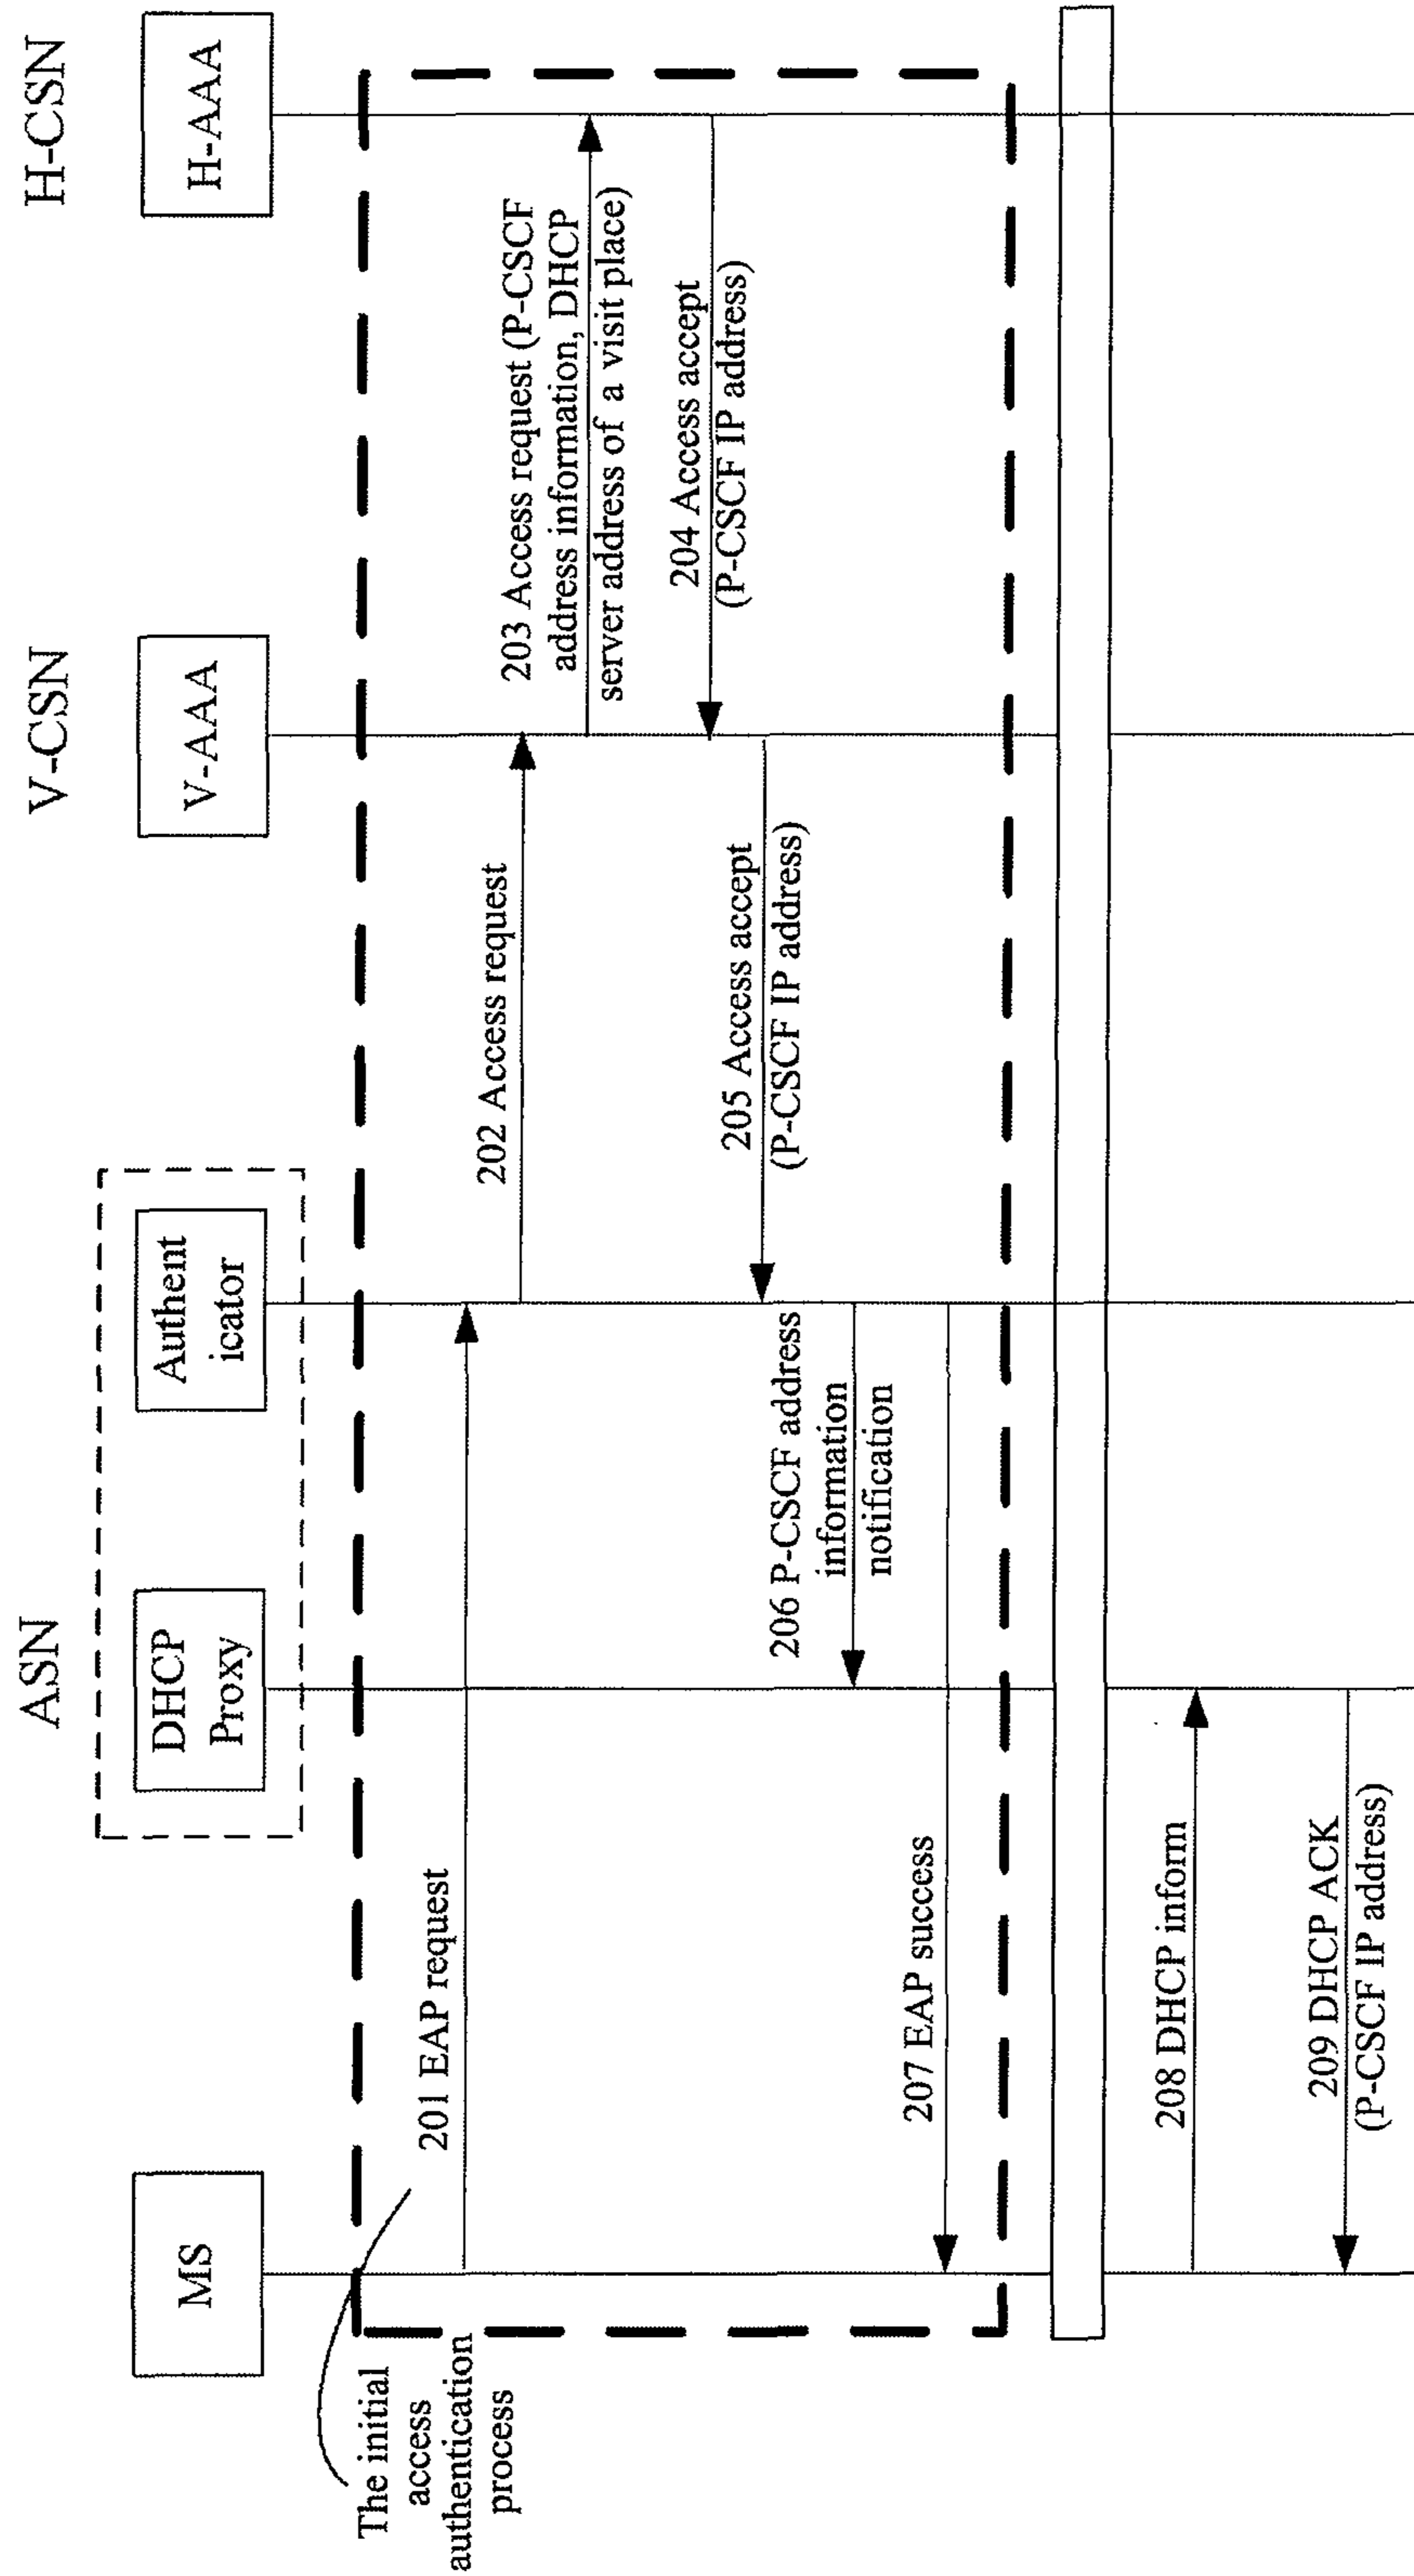 ASN
V-CSN
H-CSN
MS
DHCP
Proxy
Authent
icator
V-AAA
H-AAA
The initial
access
authentication
process
201 EAP request
202 Access request
203 Access request (P-CSCF
address information, DHCP
server address of a visit place)
204 Access accept
(P-CSCF IP address)
205 Access accept
(P-CSCF IP address)
206 P-CSCF address
information
notification
207 EAP success
208 DHCP inform
209 DHCP ACK
(P-CSCF IP address)